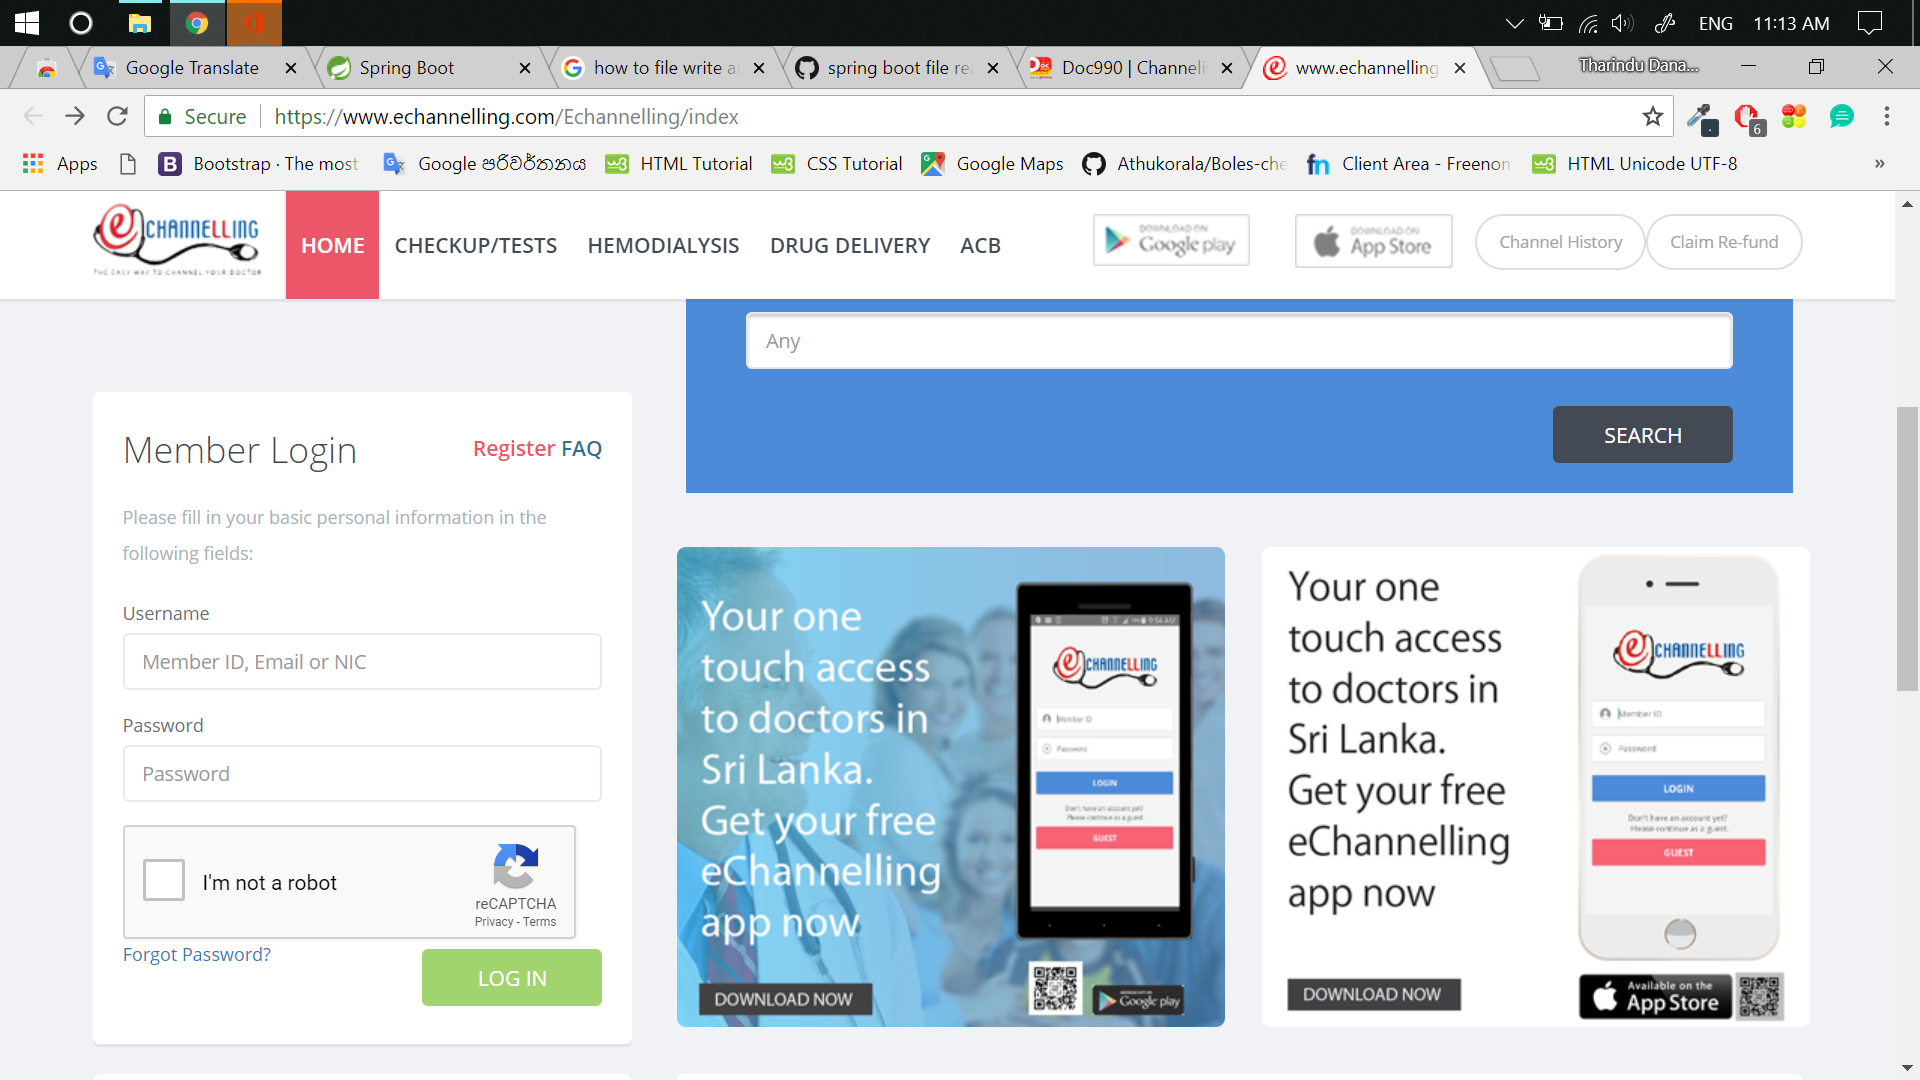 ENG 11:13 AM
Google Translate
Spring Boot
how to file write a
spring boot file rea
Doc990 | Channeli
www.echannelling
Tharindu Dana...
Secure https://www.echannelling.com/Echannelling/index
6
Apps
Bootstrap · The most
Google පරිවර්තනය
HTML Tutorial
CSS Tutorial
Google Maps
Athukorala/Boles-che
Client Area - Freenom
HTML Unicode UTF-8
»
eCHANNELLING
THE EASY WAY TO CHANNEL YOUR DOCTOR
HOME CHECKUP/TESTS HEMODIALYSIS DRUG DELIVERY ACB
DOWNLOAD ON
Google play
DOWNLOAD ON
App Store
Channel History
Claim Re-fund
Any
SEARCH
Member Login
Register FAQ
Please fill in your basic personal information in the
following fields:
Username
Member ID, Email or NIC
Password
Password
I'm not a robot
reCAPTCHA
Privacy - Terms
Forgot Password?
LOG IN
Your one
touch access
to doctors in
Sri Lanka.
Get your free
eChannelling
app now
DOWNLOAD NOW
9:54 AM
eCHANNELLING
Member ID
Password
LOGIN
Don't have an account yet?
Please continue as a guest.
GUEST
Google play
Your one
touch access
to doctors in
Sri Lanka.
Get your free
eChannelling
app now
DOWNLOAD NOW
eCHANNELLING
Member ID
Password
LOGIN
Don't have an account yet?
Please continue as a guest.
GUEST
Available on the
App Store